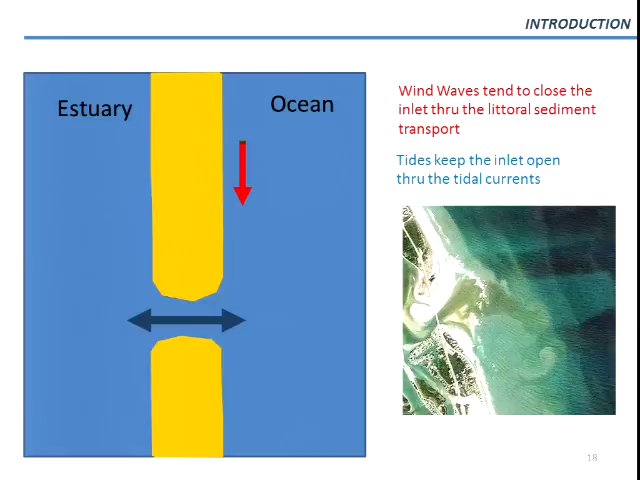 INTRODUCTION
Estuary
Ocean
Wind Waves tend to close the
inlet thru the littoral sediment
transport
Tides keep the inlet open
thru the tidal currents
18